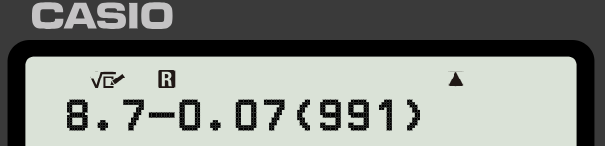 CASIO
√ R ▲
8.7-0.07(991)